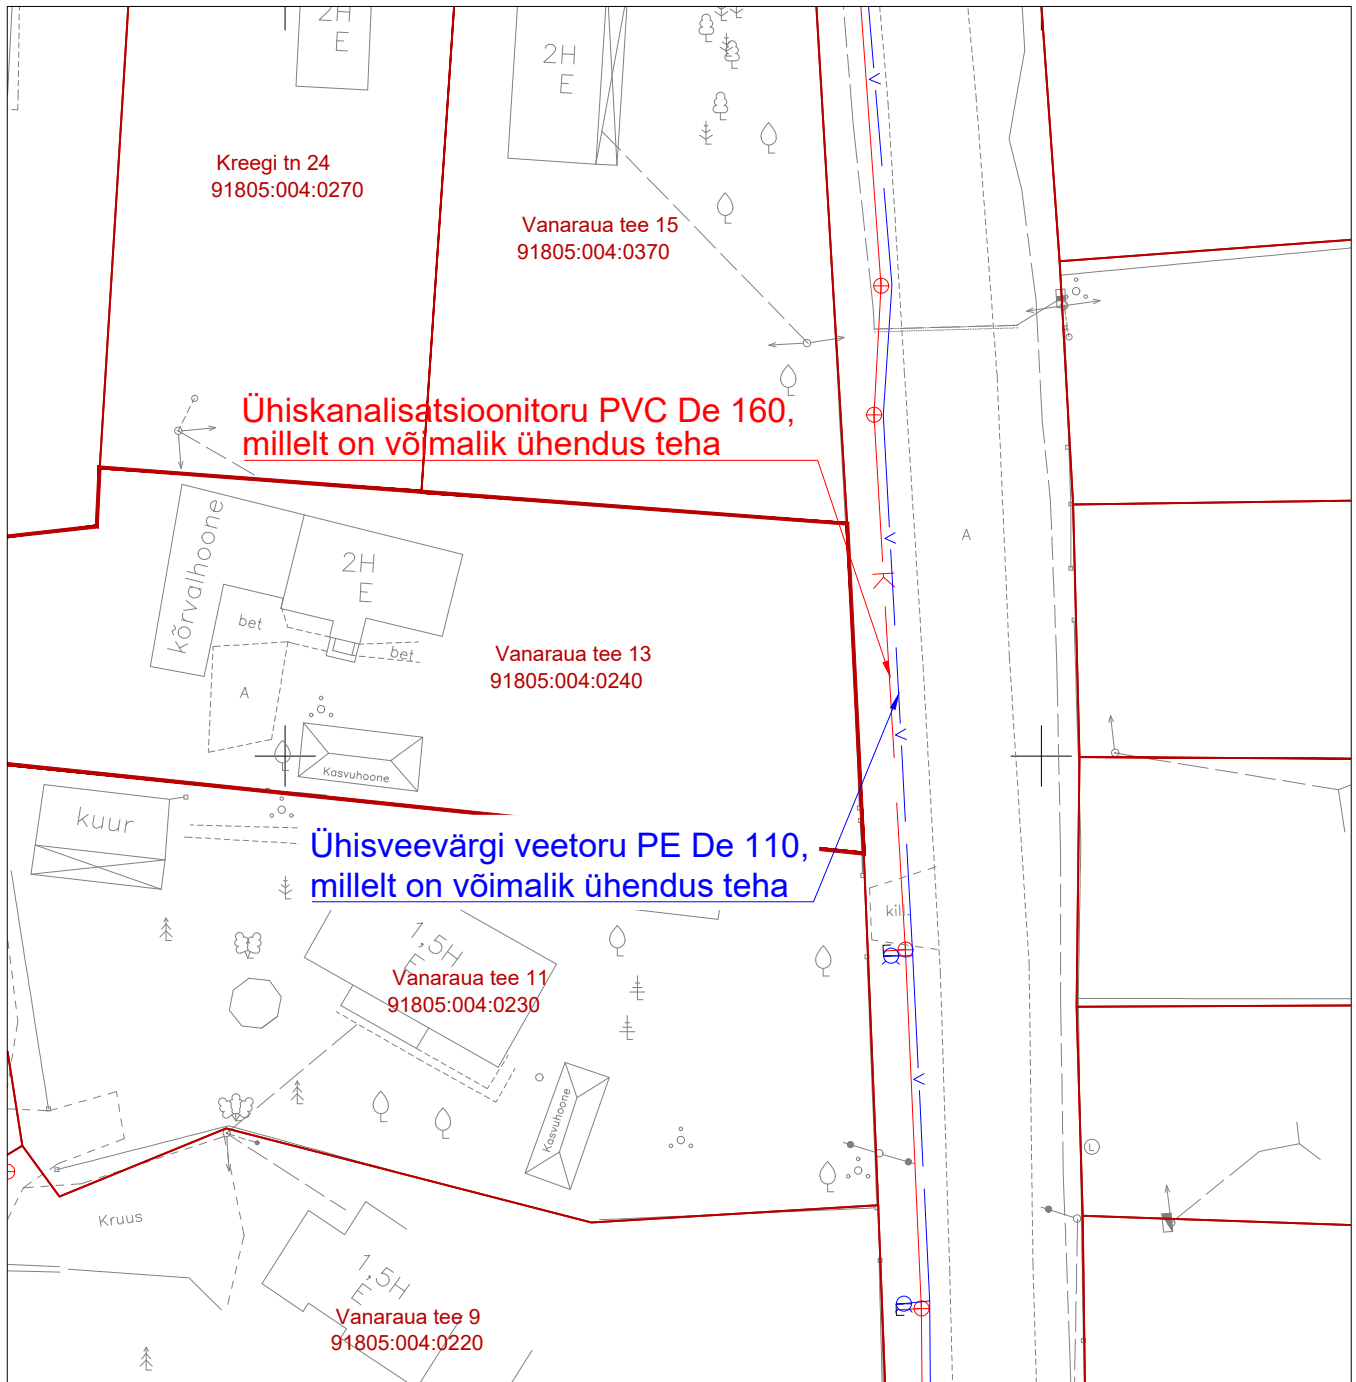 2H
E
2H
E
Kreegi tn 24
91805:004:0270
Vanaraua tee 15
91805:004:0370
Ühiskanalisatsioonitoru PVC De 160,
millelt on võimalik ühendus teha
kõrvalhoone
2H
E
A
V
V
K
bet
bet
A
Vanaraua tee 13
91805:004:0240
V
Kasvuhoone
kuur
Ühisveevärgi veetoru PE De 110,
millelt on võimalik ühendus teha
kill.
1,5H
E
Vanaraua tee 11
91805:004:0230
V
Kasvuhoone
L
Kruus
1,5H
E
Vanaraua tee 9
91805:004:0220